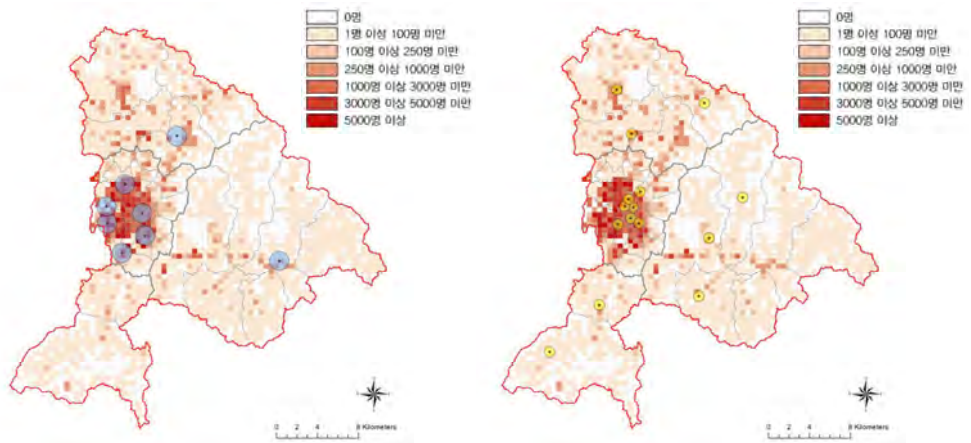 0명
1명 이상 100명 미만
100명 이상 250명 미만
250명 이상 1000명 미만
1000명 이상 3000명 미만
3000명 이상 5000명 미만
5000명 이상
0 2 4 8 Kilometers
0명
1명 이상 100명 미만
100명 이상 250명 미만
250명 이상 1000명 미만
1000명 이상 3000명 미만
3000명 이상 5000명 미만
5000명 이상
0 2 4 8 Kilometers